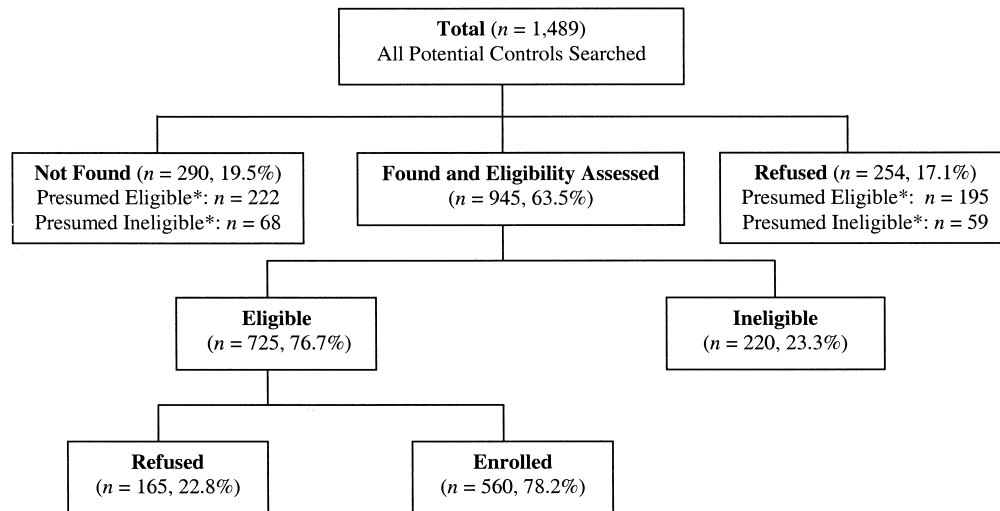 Total (n = 1,489)
All Potential Controls Searched
Not Found (n = 290, 19.5%)
Presumed Eligible*: n = 222
Presumed Ineligible*: n = 68
Found and Eligibility Assessed
(n = 945, 63.5%)
Refused (n = 254, 17.1%)
Presumed Eligible*: n = 195
Presumed Ineligible*: n = 59
Eligible
(n = 725, 76.7%)
Ineligible
(n = 220, 23.3%)
Refused
(n = 165, 22.8%)
Enrolled
(n = 560, 78.2%)